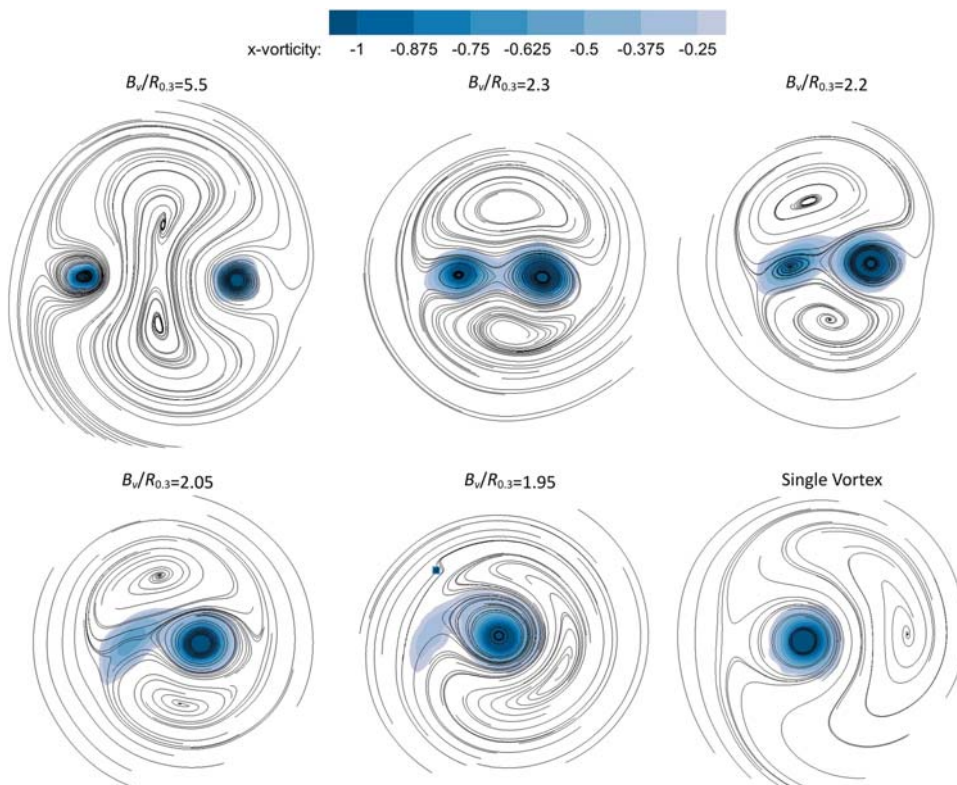 x-vorticity: -1 -0.875 -0.75 -0.625 -0.5 -0.375 -0.25
Bᵥ/R₀.₃=5.5
Bᵥ/R₀.₃=2.3
Bᵥ/R₀.₃=2.2
Bᵥ/R₀.₃=2.05
Bᵥ/R₀.₃=1.95
Single Vortex